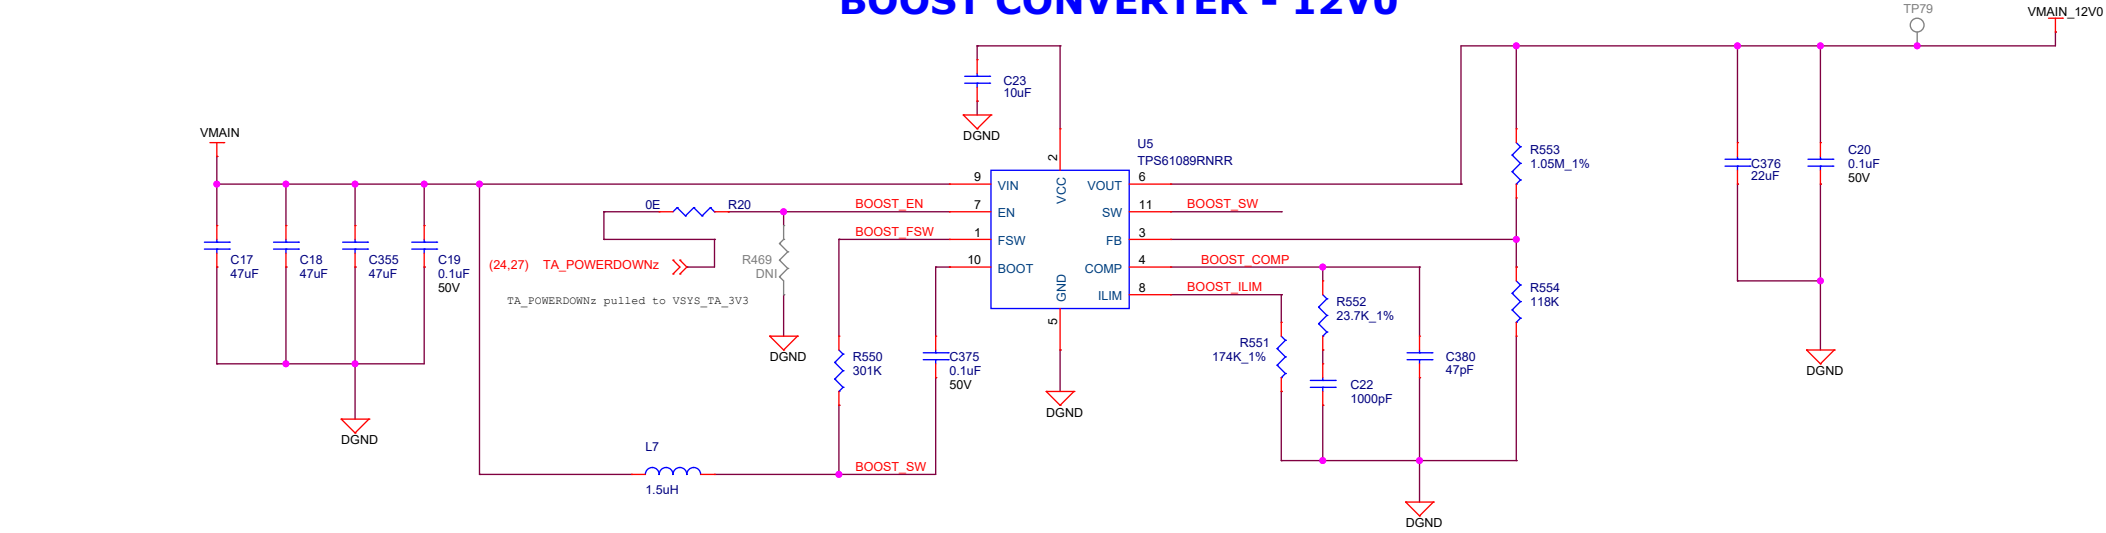 BOOST CONVERTER - 12V0
TP79
VMAIN_12V0
C23
10uF
DGND
VMAIN
U5
TPS61089RNRR
2
9
VIN
VCC
VOUT
6
7
EN
SW
11
1
FSW
FB
3
10
BOOT
COMP
4
GND
ILIM
8
5
DGND
0E
R20
BOOST_EN
BOOST_FSW
BOOST_SW
BOOST_COMP
BOOST_ILIM
(24,27)
TA_POWERDOWNz
TA_POWERDOWNz pulled to VSYS_TA_3V3
R469
DNI
DGND
C17
47uF
C18
47uF
C355
47uF
C19
0.1uF
50V
DGND
R550
301K
C375
0.1uF
50V
L7
1.5uH
BOOST_SW
R551
174K_1%
R552
23.7K_1%
C22
1000pF
C380
47pF
DGND
R553
1.05M_1%
R554
118K
C376
22uF
C20
0.1uF
50V
DGND